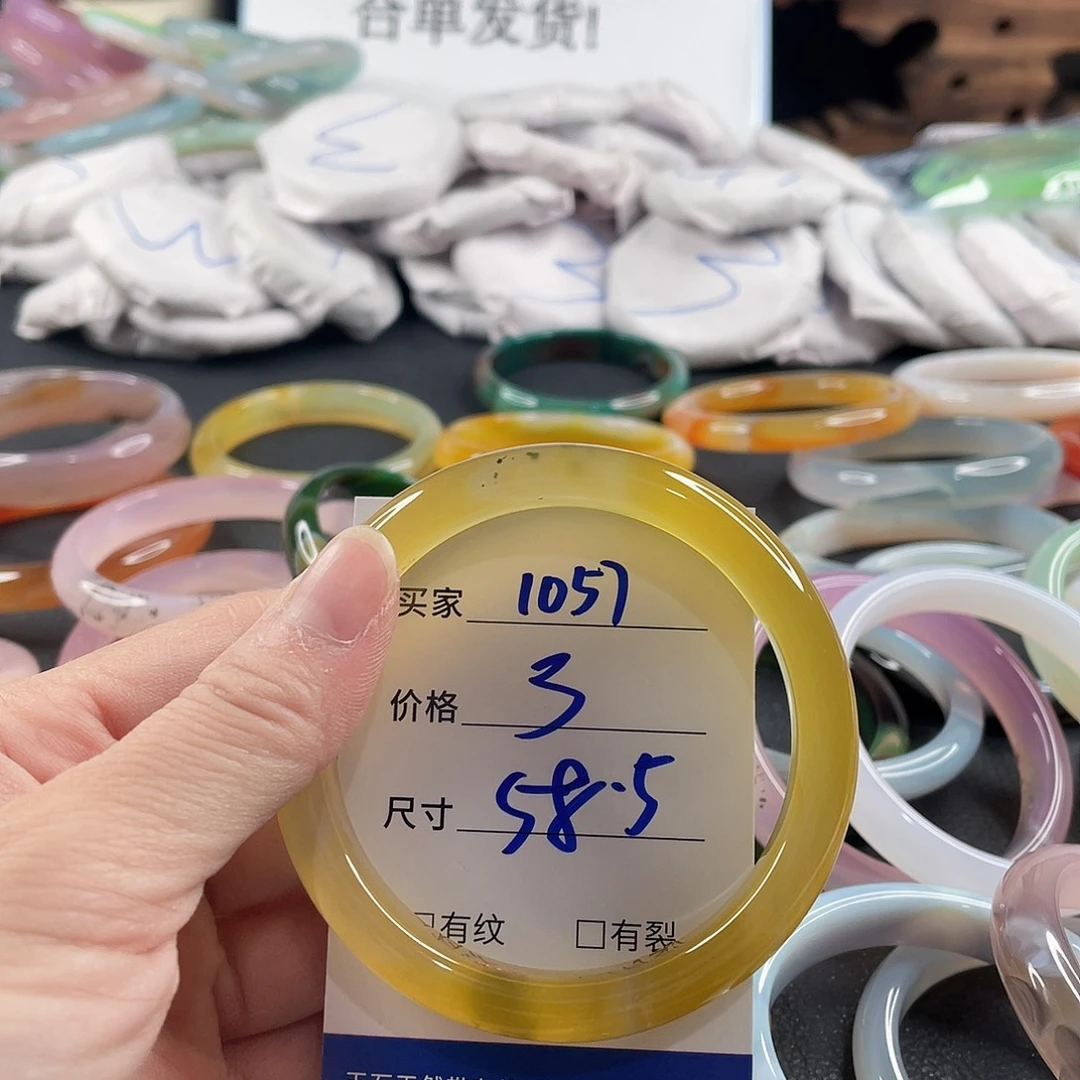 合单发货!
买家 1057
价格 3
尺寸 58.5
□有纹 □有裂